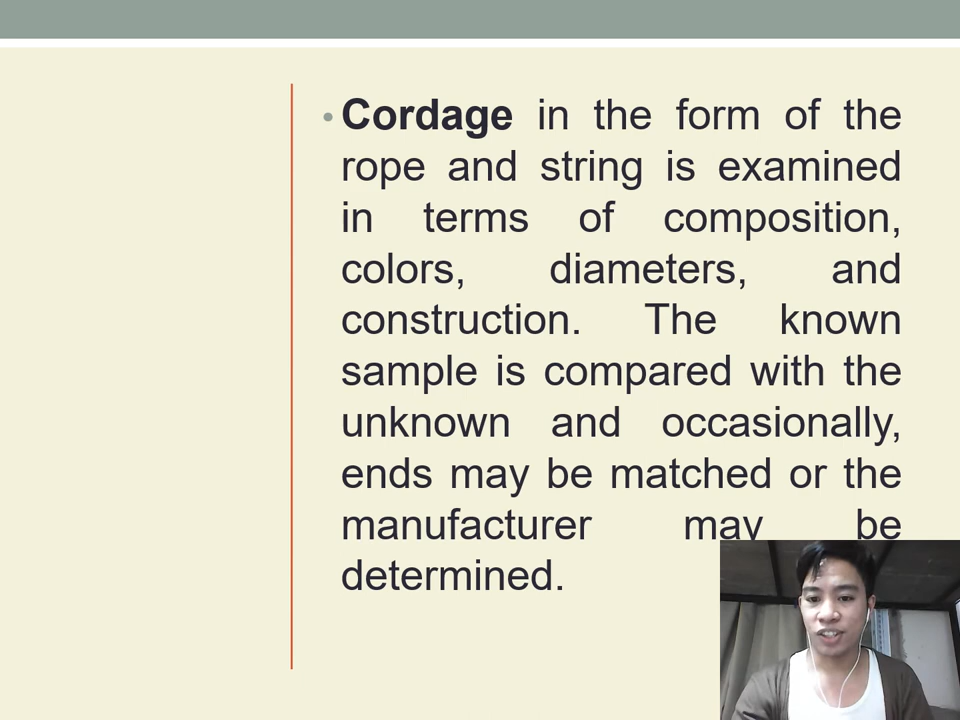 • Cordage in the form of the
rope and string is examined
in terms of composition,
colors, diameters, and
construction. The known
sample is compared with the
unknown and occasionally,
ends may be matched or the
manufacturer may be
determined.